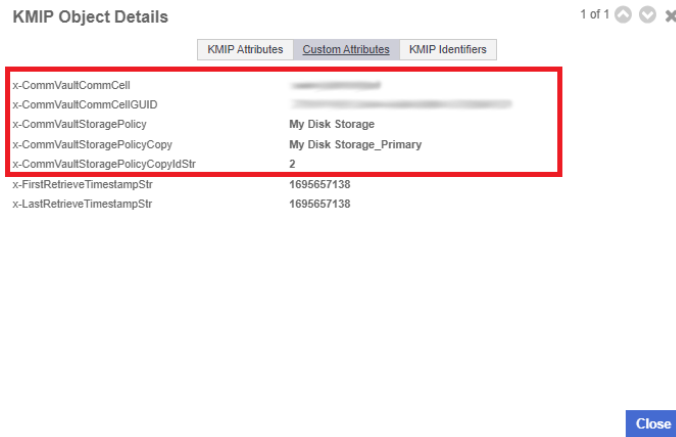 KMIP Object Details 1 of 1
KMIP Attributes Custom Attributes KMIP Identifiers
x-CommVaultCommCell
x-CommVaultCommCellGUID
x-CommVaultStoragePolicy My Disk Storage
x-CommVaultStoragePolicyCopy My Disk Storage_Primary
x-CommVaultStoragePolicyCopyIdStr 2
x-FirstRetrieveTimestampStr 1695657138
x-LastRetrieveTimestampStr 1695657138
Close